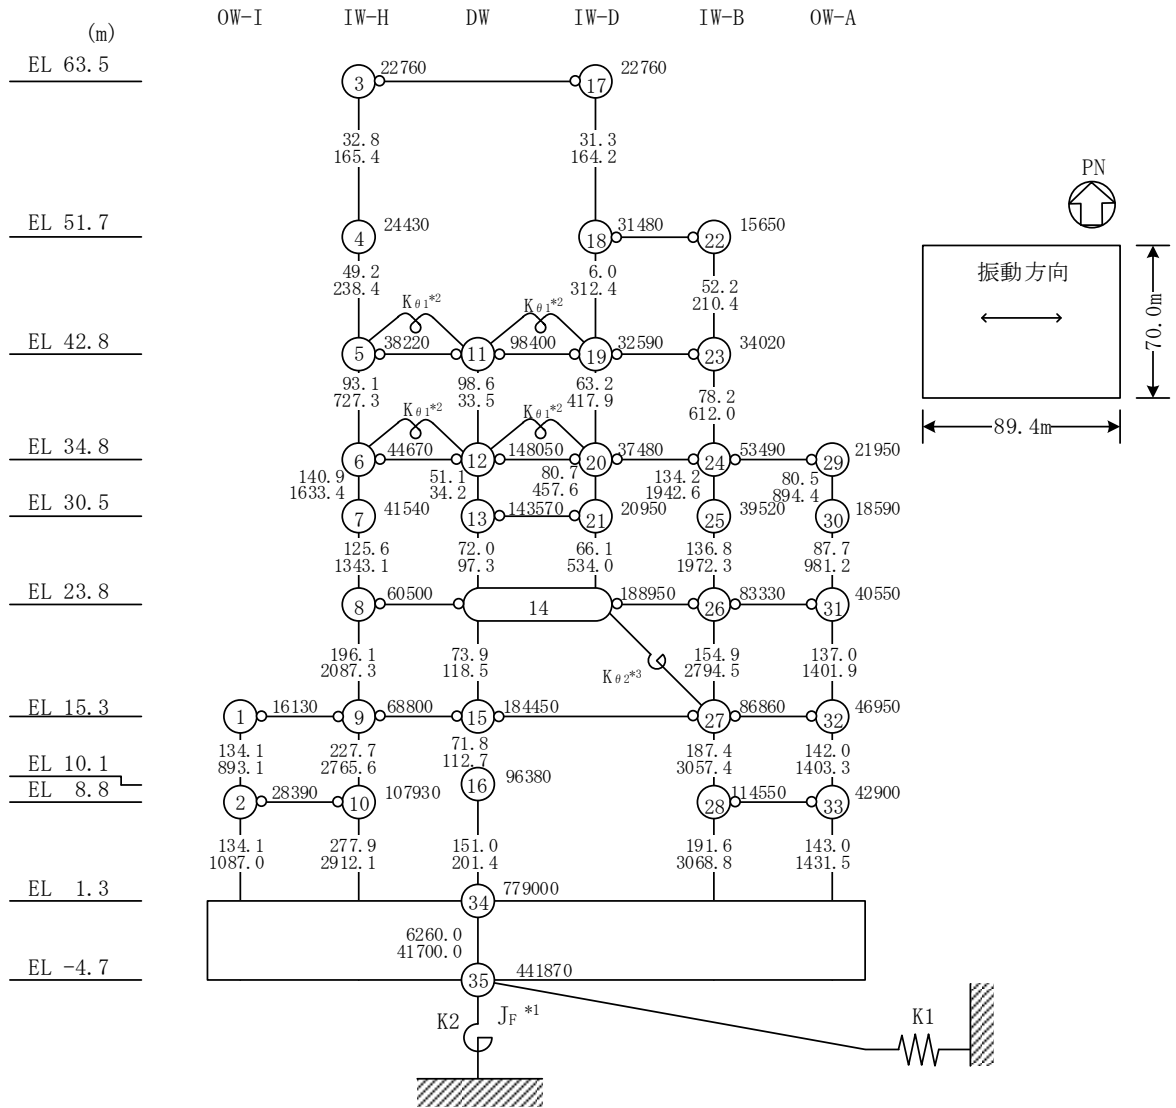 OW-I IW-H DW IW-D IW-B OW-A
(m)
EL 63.5
3 22760 17 22760
32.8 31.3
165.4 164.2
PN
EL 51.7
4 24430 18 31480 22 15650
49.2 6.0 52.2
238.4 312.4 210.4
振動方向
70.0m
89.4m
Kθ1*2 Kθ1*2
EL 42.8
5 38220 11 98400 19 32590 23 34020
93.1 98.6 63.2 78.2
727.3 33.5 417.9 612.0
Kθ1*2 Kθ1*2
EL 34.8
6 44670 12 148050 20 37480 24 53490 29 21950
140.9 51.1 80.7 134.2 80.5
1633.4 34.2 457.6 1942.6 894.4
EL 30.5
7 41540 13 143570 21 20950 25 39520 30 18590
125.6 72.0 66.1 136.8 87.7
1343.1 97.3 534.0 1972.3 981.2
EL 23.8
8 60500 14 188950 26 83330 31 40550
196.1 73.9 154.9 137.0
2087.3 118.5 2794.5 1401.9
Kθ2*3
EL 15.3
1 16130 9 68800 15 184450 27 86860 32 46950
134.1 227.7 71.8 187.4 142.0
893.1 2765.6 112.7 3057.4 1403.3
EL 10.1
16 96380
EL 8.8
2 28390 10 107930 28 114550 33 42900
134.1 277.9 151.0 191.6 143.0
1087.0 2912.1 201.4 3068.8 1431.5
EL 1.3
34 779000
6260.0
41700.0
EL -4.7
35 441870
K2 JF *1 K1